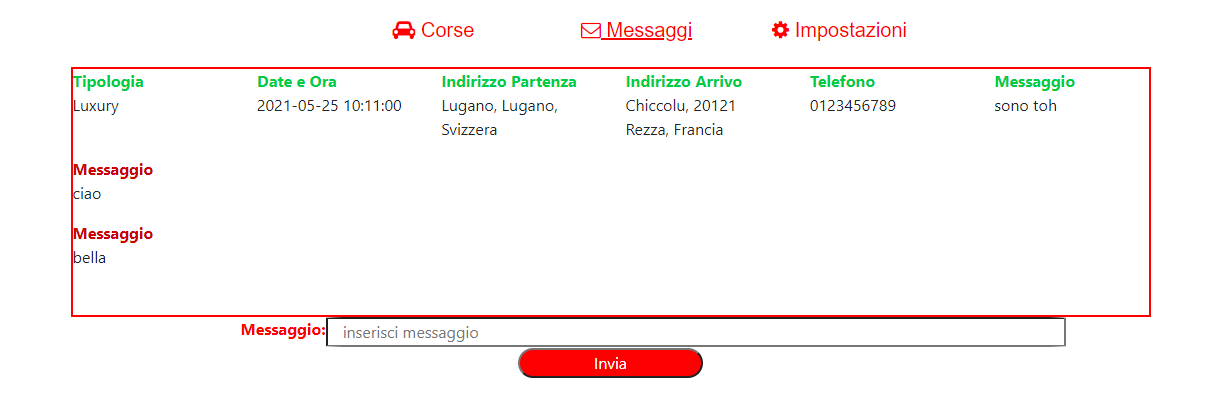 Corse Messaggi Impostazioni
Tipologia Date e Ora Indirizzo Partenza Indirizzo Arrivo Telefono Messaggio
Luxury 2021-05-25 10:11:00 Lugano, Lugano, Chiccolu, 20121 0123456789 sono toh
Svizzera Rezza, Francia
Messaggio
ciao
Messaggio
bella
Messaggio: inserisci messaggio
Invia